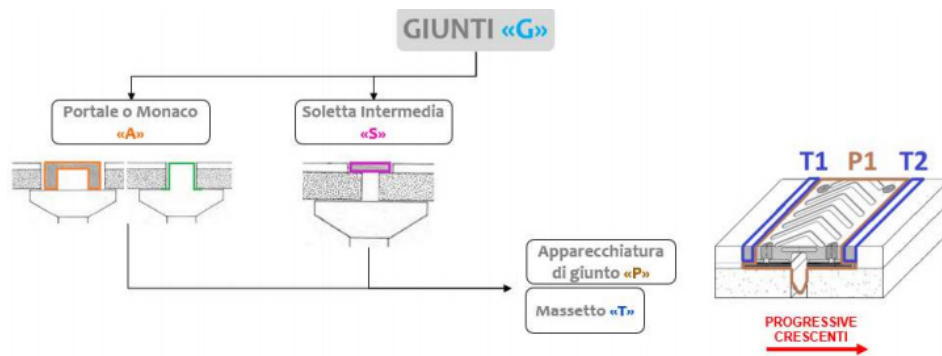 GIUNTI «G»
Portale o Monaco
«A»
Soletta Intermedia
«S»
T1 P1 T2
Apparecchiatura
di giunto «P»
Massetto «T»
PROGRESSIVE
CRESCENTI